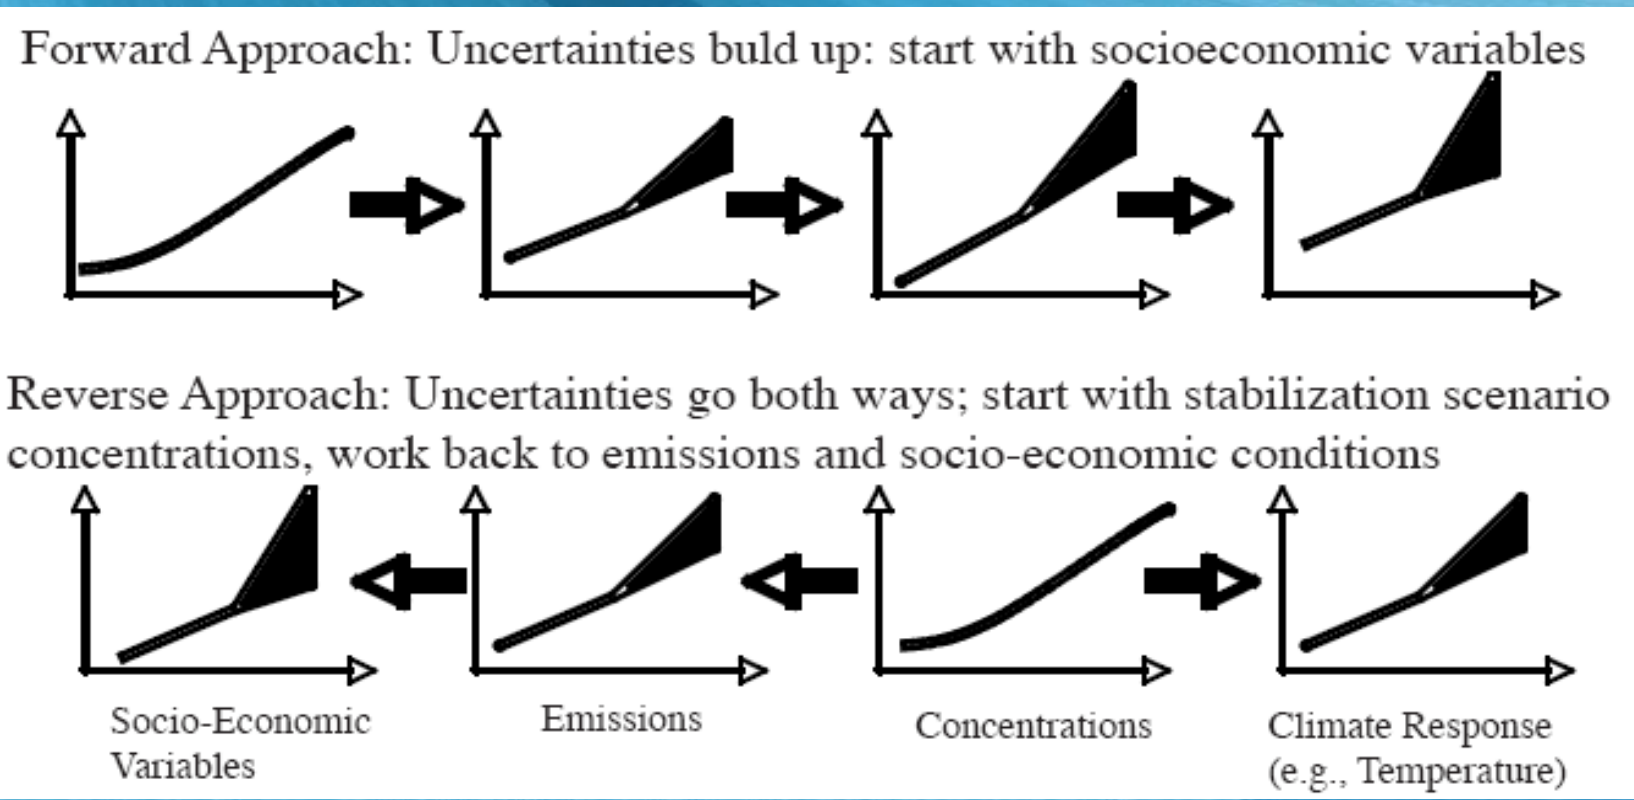 Forward Approach: Uncertainties buld up: start with socioeconomic variables
Reverse Approach: Uncertainties go both ways; start with stabilization scenario
concentrations, work back to emissions and socio-economic conditions
Socio-Economic
Variables
Emissions
Concentrations
Climate Response
(e.g., Temperature)